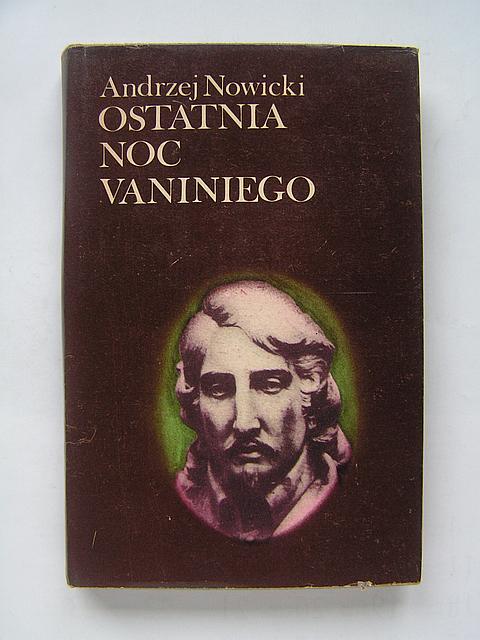 Andrzej Nowicki
OSTATNIA
NOC
VANINIEGO